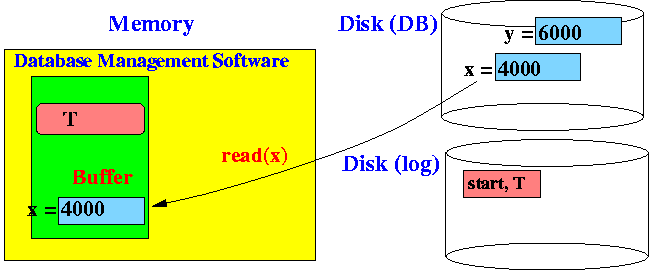 Memory
Disk (DB)
y = 6000
x = 4000
Database Management Software
T
read(x)
Buffer
x = 4000
Disk (log)
start, T